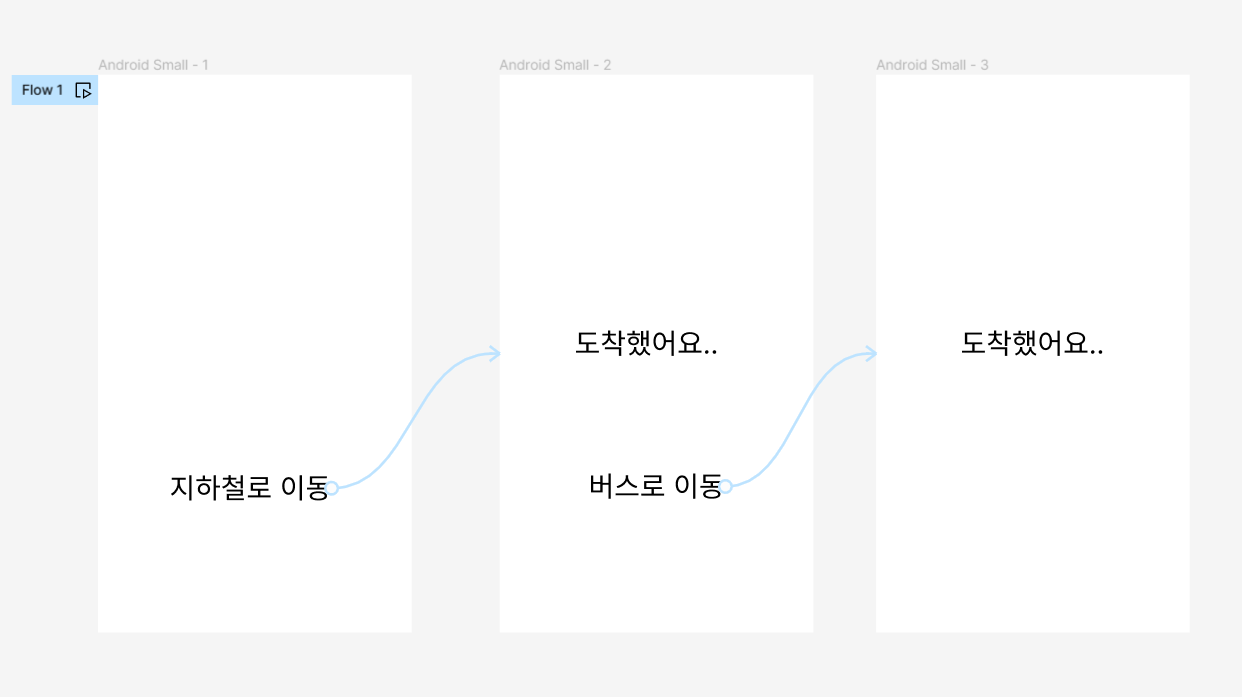 Android Small - 1
Android Small - 2
Android Small - 3
Flow 1
도착했어요..
도착했어요..
지하철로 이동
버스로 이동